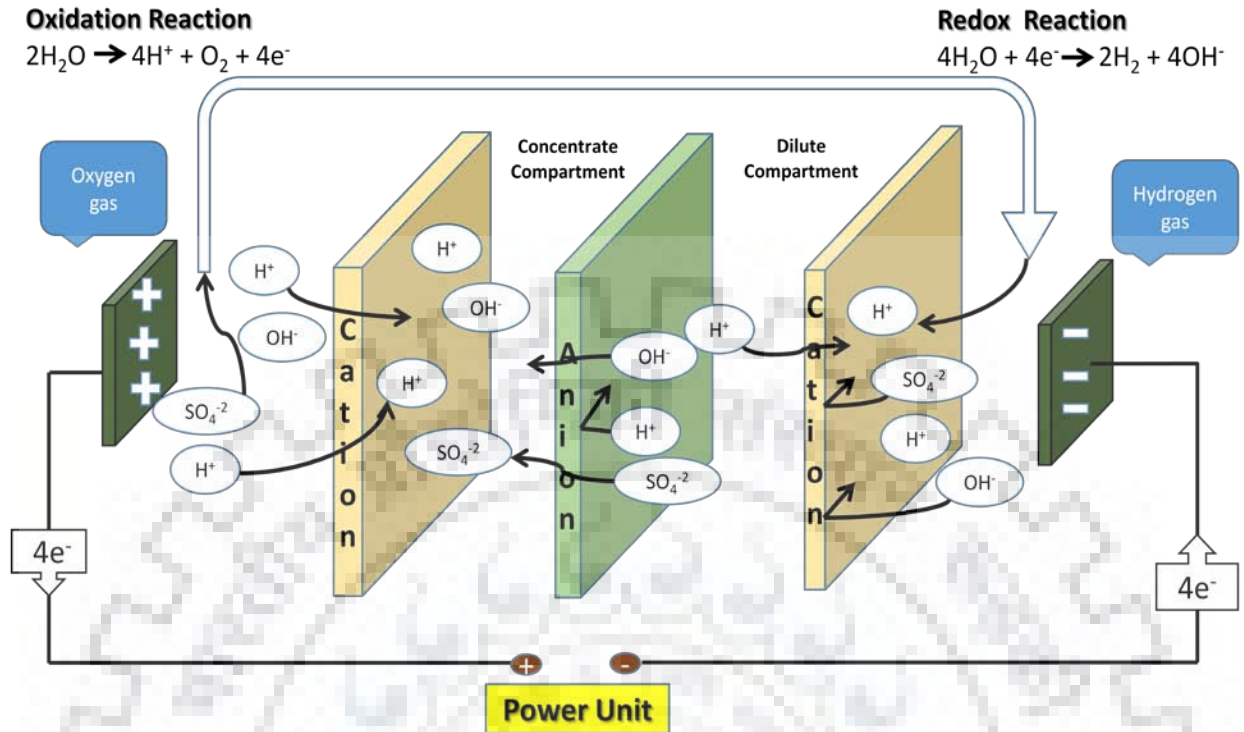 Oxidation Reaction
2H₂O → 4H⁺ + O₂ + 4e⁻
Redox Reaction
4H₂O + 4e⁻ → 2H₂ + 4OH⁻
Oxygen
gas
Concentrate
Compartment
Dilute
Compartment
Hydrogen
gas
H⁺
OH⁻
SO₄⁻²
H⁺
Cation
H⁺
OH⁻
H⁺
SO₄⁻²
Anion
OH⁻
H⁺
SO₄⁻²
H⁺
Cation
H⁺
SO₄⁻²
H⁺
OH⁻
+
+
+
−
−
−
4e⁻
4e⁻
+
-
Power Unit